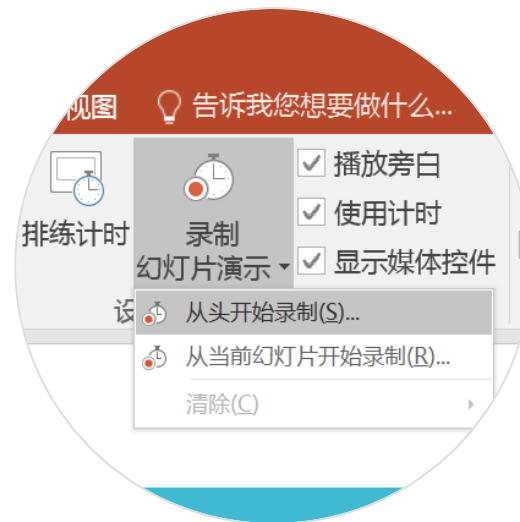 视图 告诉我您想要做什么...
排练计时
录制
幻灯片演示
播放旁白
使用计时
显示媒体控件
设
从头开始录制(S)...
从当前幻灯片开始录制(R)...
清除(C)